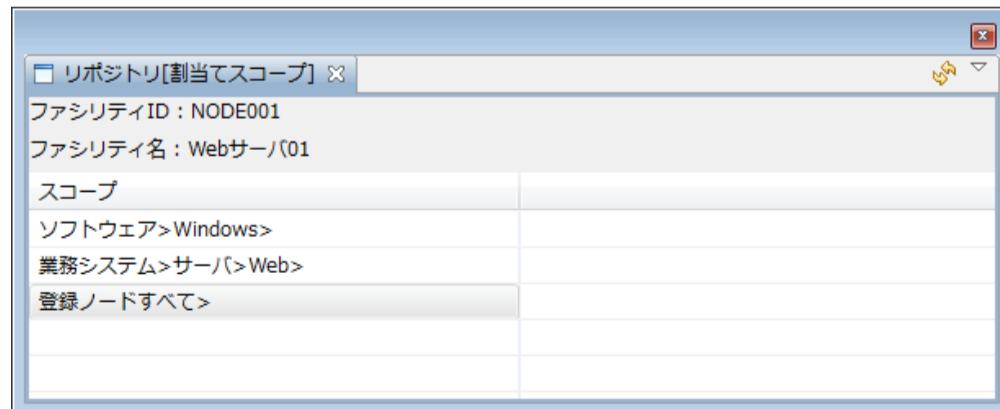 リポジトリ[割当てスコープ]
ファシリティID：NODE001
ファシリティ名：Webサーバ01
スコープ
ソフトウェア>Windows>
業務システム>サーバ>Web>
登録ノードすべて>